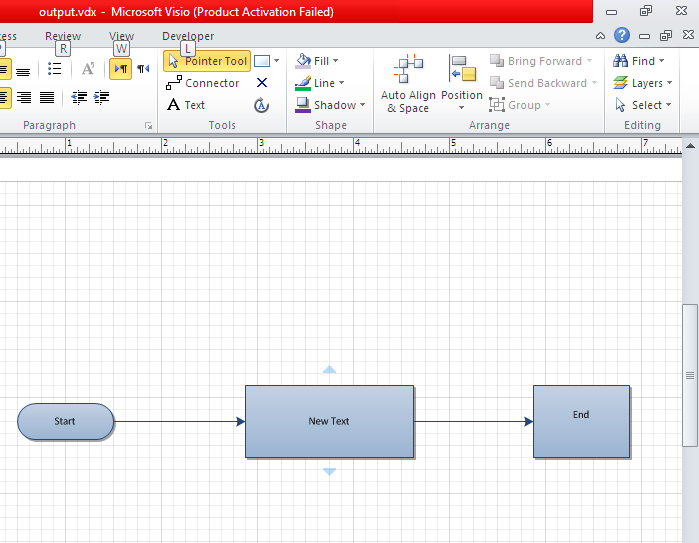 output.vdx - Microsoft Visio (Product Activation Failed)
ess Review View Developer
R W L
Pointer Tool Fill Bring Forward Find
Connector Line Auto Align & Space Position Send Backward Layers
A Text Shadow Group Select
Paragraph Tools Shape Arrange Editing
1 2 3 4 5 6 7
Start New Text End